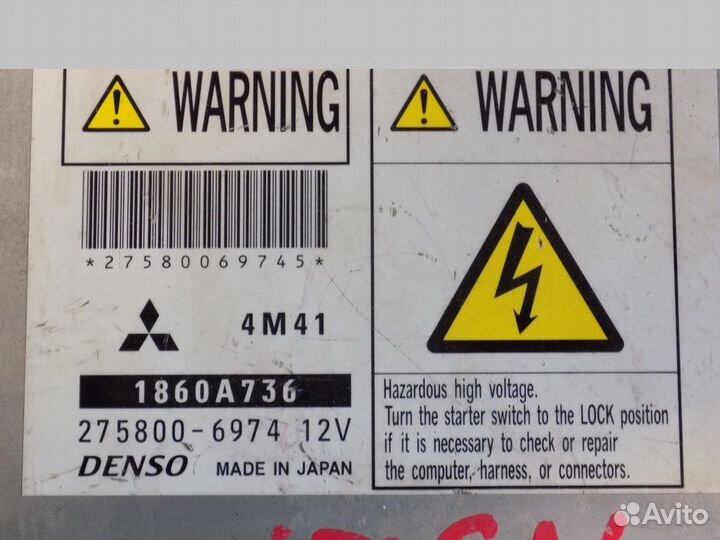 WARNING
*27580069745*
4M41
1860A736
275800-6974 12V
DENSO MADE IN JAPAN
WARNING
Hazardous high voltage.
Turn the starter switch to the LOCK position
if it is necessary to check or repair
the computer, harness, or connectors.
Avito